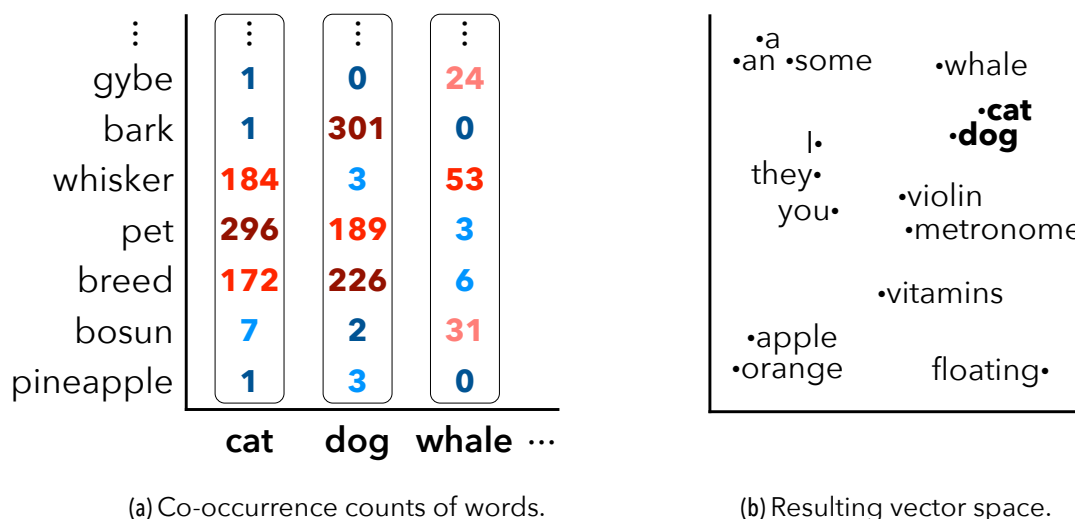 ⋮ ⋮ ⋮ ⋮
gybe 1 0 24
bark 1 301 0
whisker 184 3 53
pet 296 189 3
breed 172 226 6
bosun 7 2 31
pineapple 1 3 0
cat dog whale ⋯
(a) Co-occurrence counts of words.
•a
•an •some
•whale
•cat
•dog
I•
they•
you•
•violin
•metronome
•vitamins
•apple
•orange
floating•
(b) Resulting vector space.